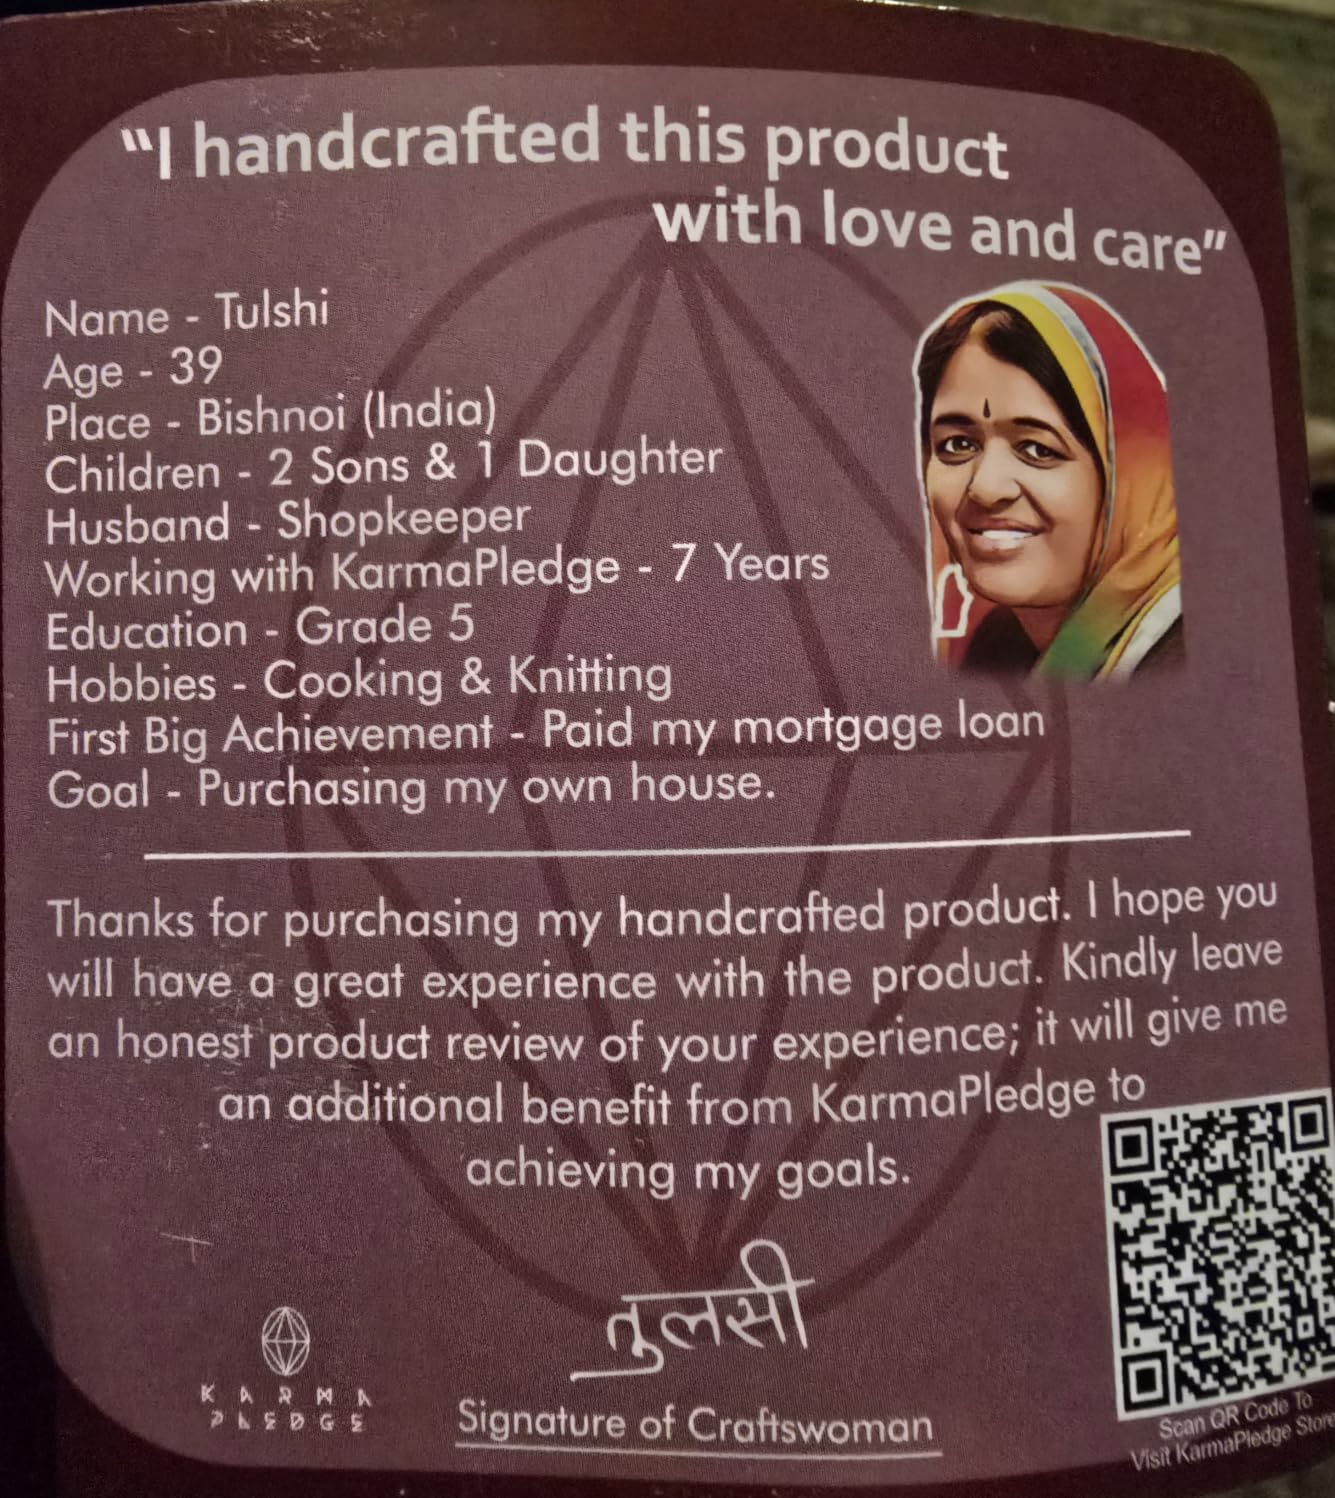 "I handcrafted this product
with love and care"
Name - Tulshi
Age - 39
Place - Bishnoi (India)
Children - 2 Sons & 1 Daughter
Husband - Shopkeeper
Working with KarmaPledge - 7 Years
Education - Grade 5
Hobbies - Cooking & Knitting
First Big Achievement - Paid my mortgage loan
Goal - Purchasing my own house.
Thanks for purchasing my handcrafted product. I hope you
will have a great experience with the product. Kindly leave
an honest product review of your experience; it will give me
an additional benefit from KarmaPledge to
achieving my goals.
तुलसी
Signature of Craftswoman
KARMA
PLEDGE
Scan QR Code To
Visit KarmaPledge Store